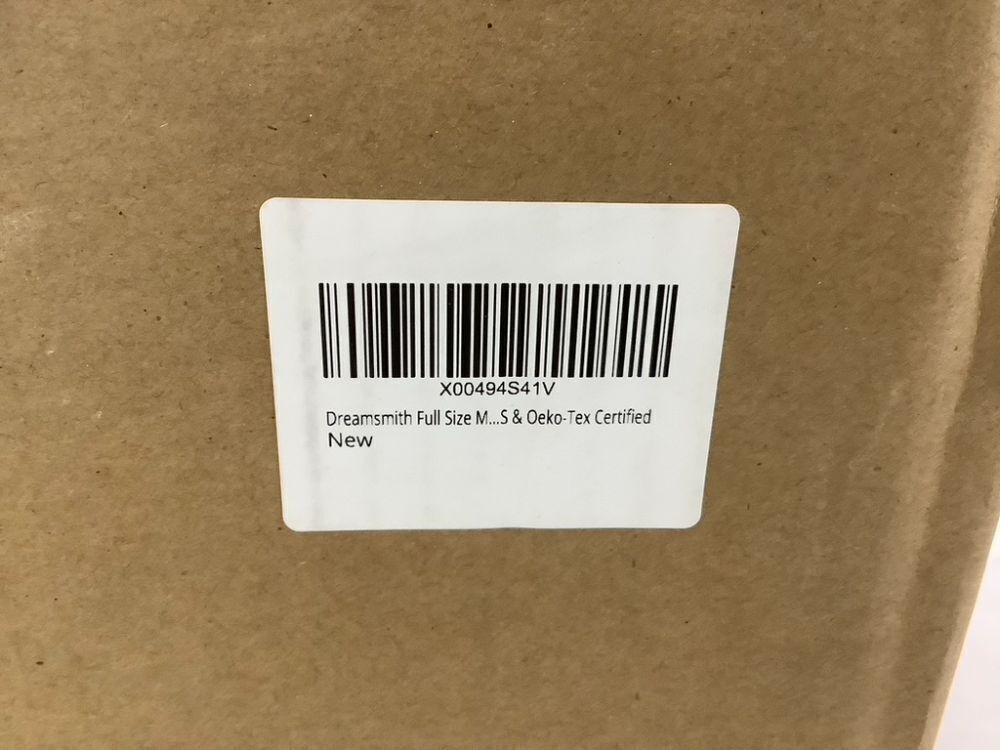 X00494S41V
Dreamsmith Full Size M...S & Oeko-Tex Certified
New